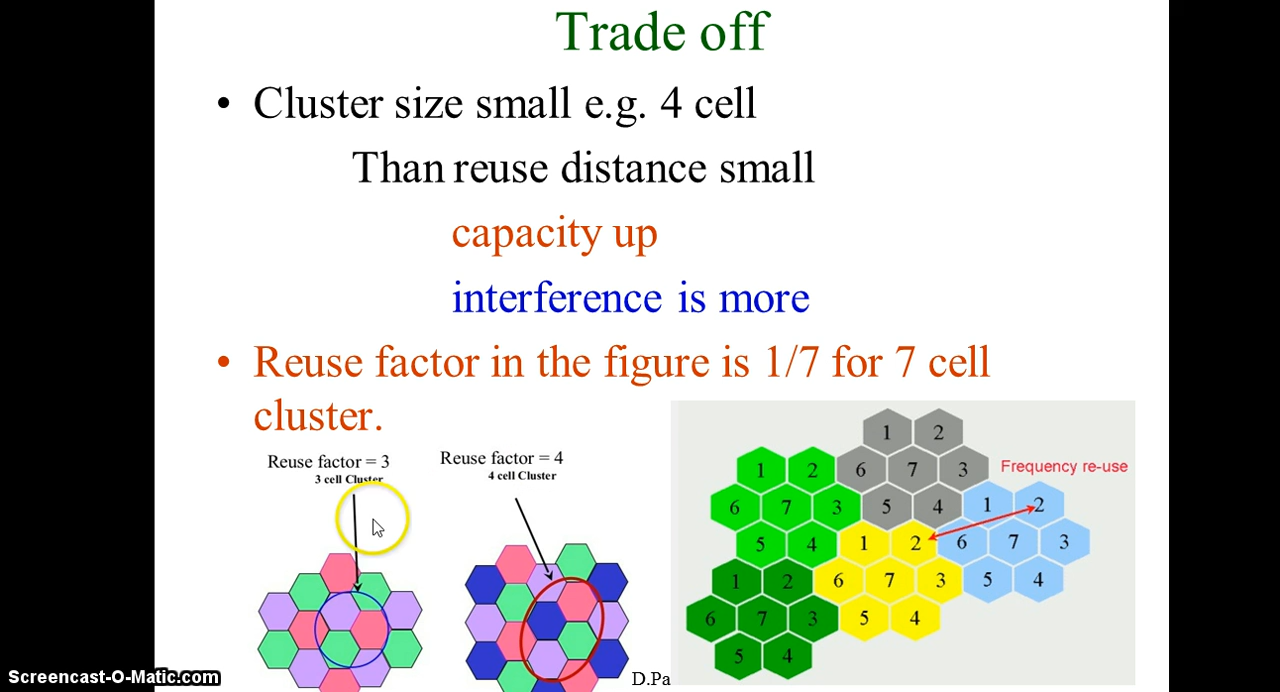 Trade off
• Cluster size small e.g. 4 cell
Than reuse distance small
capacity up
interference is more
• Reuse factor in the figure is 1/7 for 7 cell
cluster.
Reuse factor = 3
3 cell Cluster
Reuse factor = 4
4 cell Cluster
1 2
1 2 6 7 3
Frequency re-use
6 7 3 5 4 1 2
5 4 1 2 6 7 3
1 2 6 7 3 5 4
6 7 3 5 4
5 4
D.Pa
Screencast-O-Matic.com